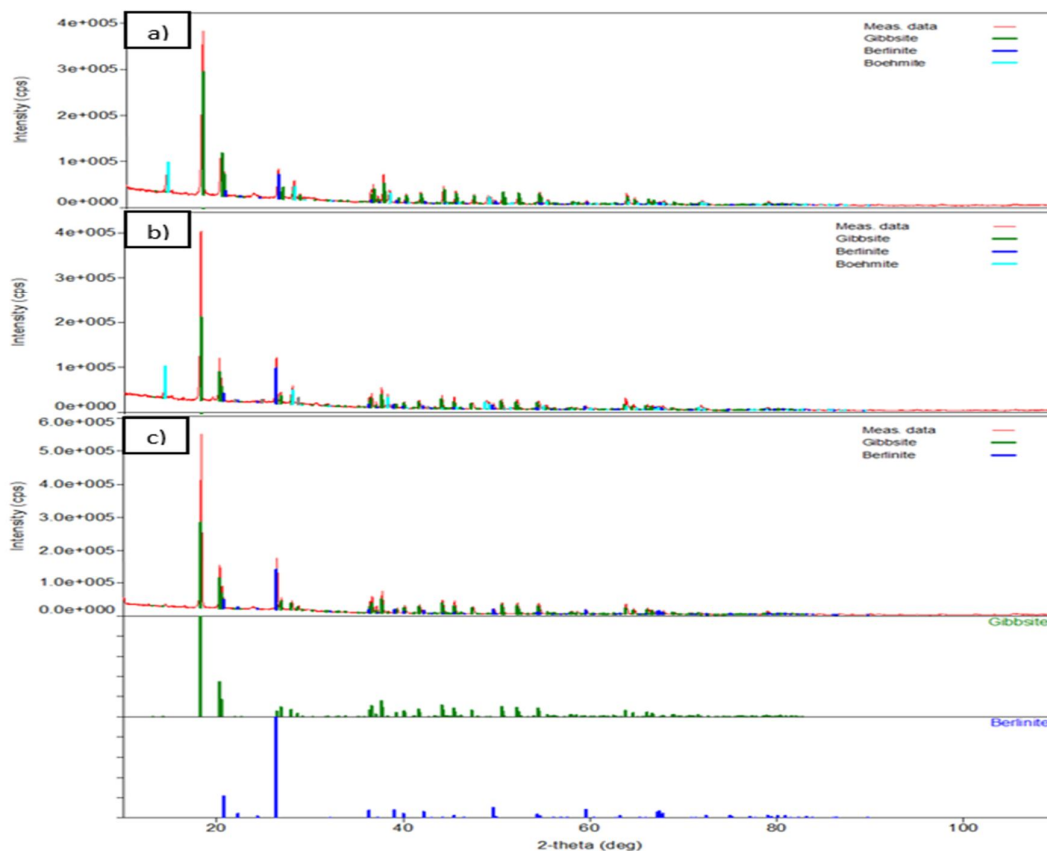 a)
4e+005
3e+005
2e+005
1e+005
0e+000
Intensity (cps)
Meas. data
Gibbsite
Berlinite
Boehmite
b)
4e+005
3e+005
2e+005
1e+005
0e+000
Intensity (cps)
Meas. data
Gibbsite
Berlinite
Boehmite
c)
6.0e+005
5.0e+005
4.0e+005
3.0e+005
2.0e+005
1.0e+005
0.0e+000
Intensity (cps)
Meas. data
Gibbsite
Berlinite
Gibbsite
Berlinite
20 40 60 80 100
2-theta (deg)